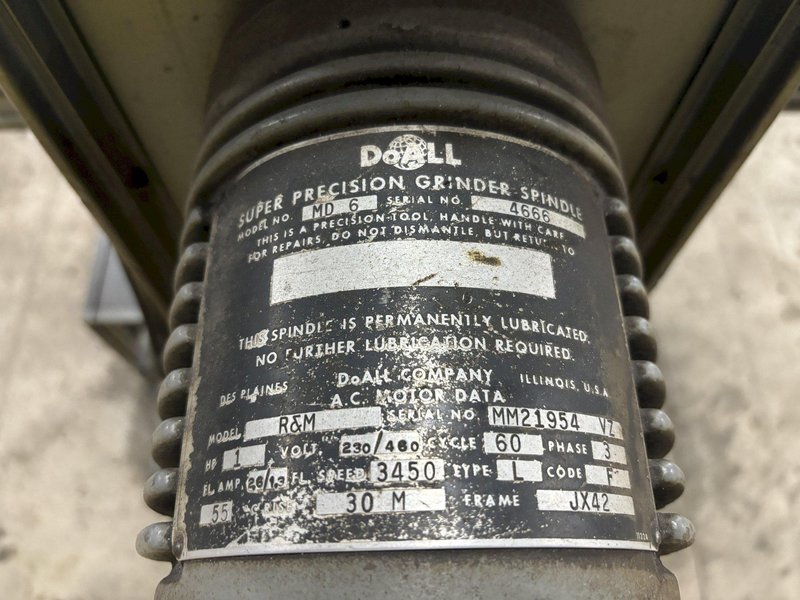 DoALL
SUPER PRECISION GRINDER SPINDLE
MODEL NO. MD 6 SERIAL NO. 4666
THIS IS A PRECISION TOOL, HANDLE WITH CARE
FOR REPAIRS, DO NOT DISMANTLE, BUT RETURN TO
THIS SPINDLE IS PERMANENTLY LUBRICATED.
NO FURTHER LUBRICATION REQUIRED
DES PLAINES DoALL COMPANY ILLINOIS, U.S.A.
A.C. MOTOR DATA
MODEL R&M SERIAL NO. MM21954 VZ
HP 1 VOLT 230/460 CYCLE 60 PHASE 3
FL. AMP. FL. SPEED 3450 TYPE L CODE F
55 °C RISE 30 M FRAME JX42